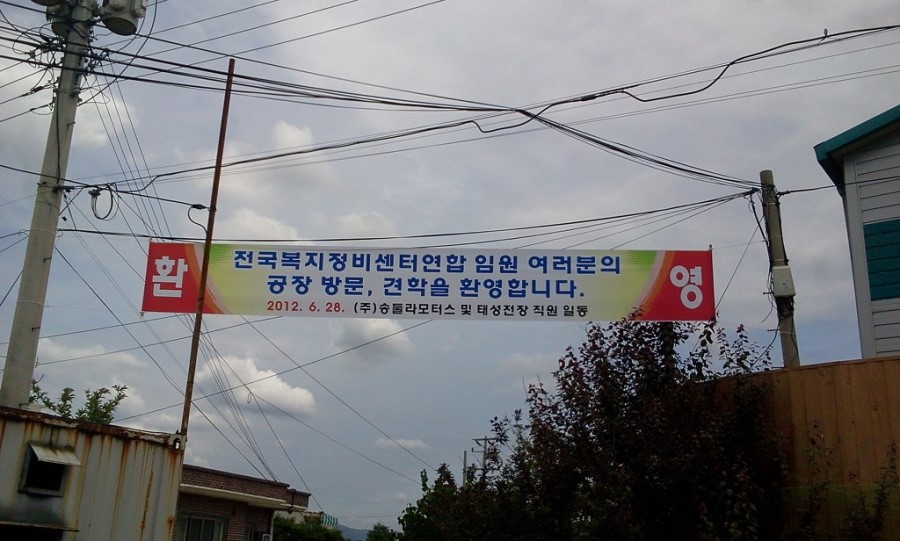 환
전국복지정비센터연합 임원 여러분의
공장 방문, 견학을 환영합니다.
2012. 6. 28. (주)송돌라모터스 및 태성전장 직원 일동
영